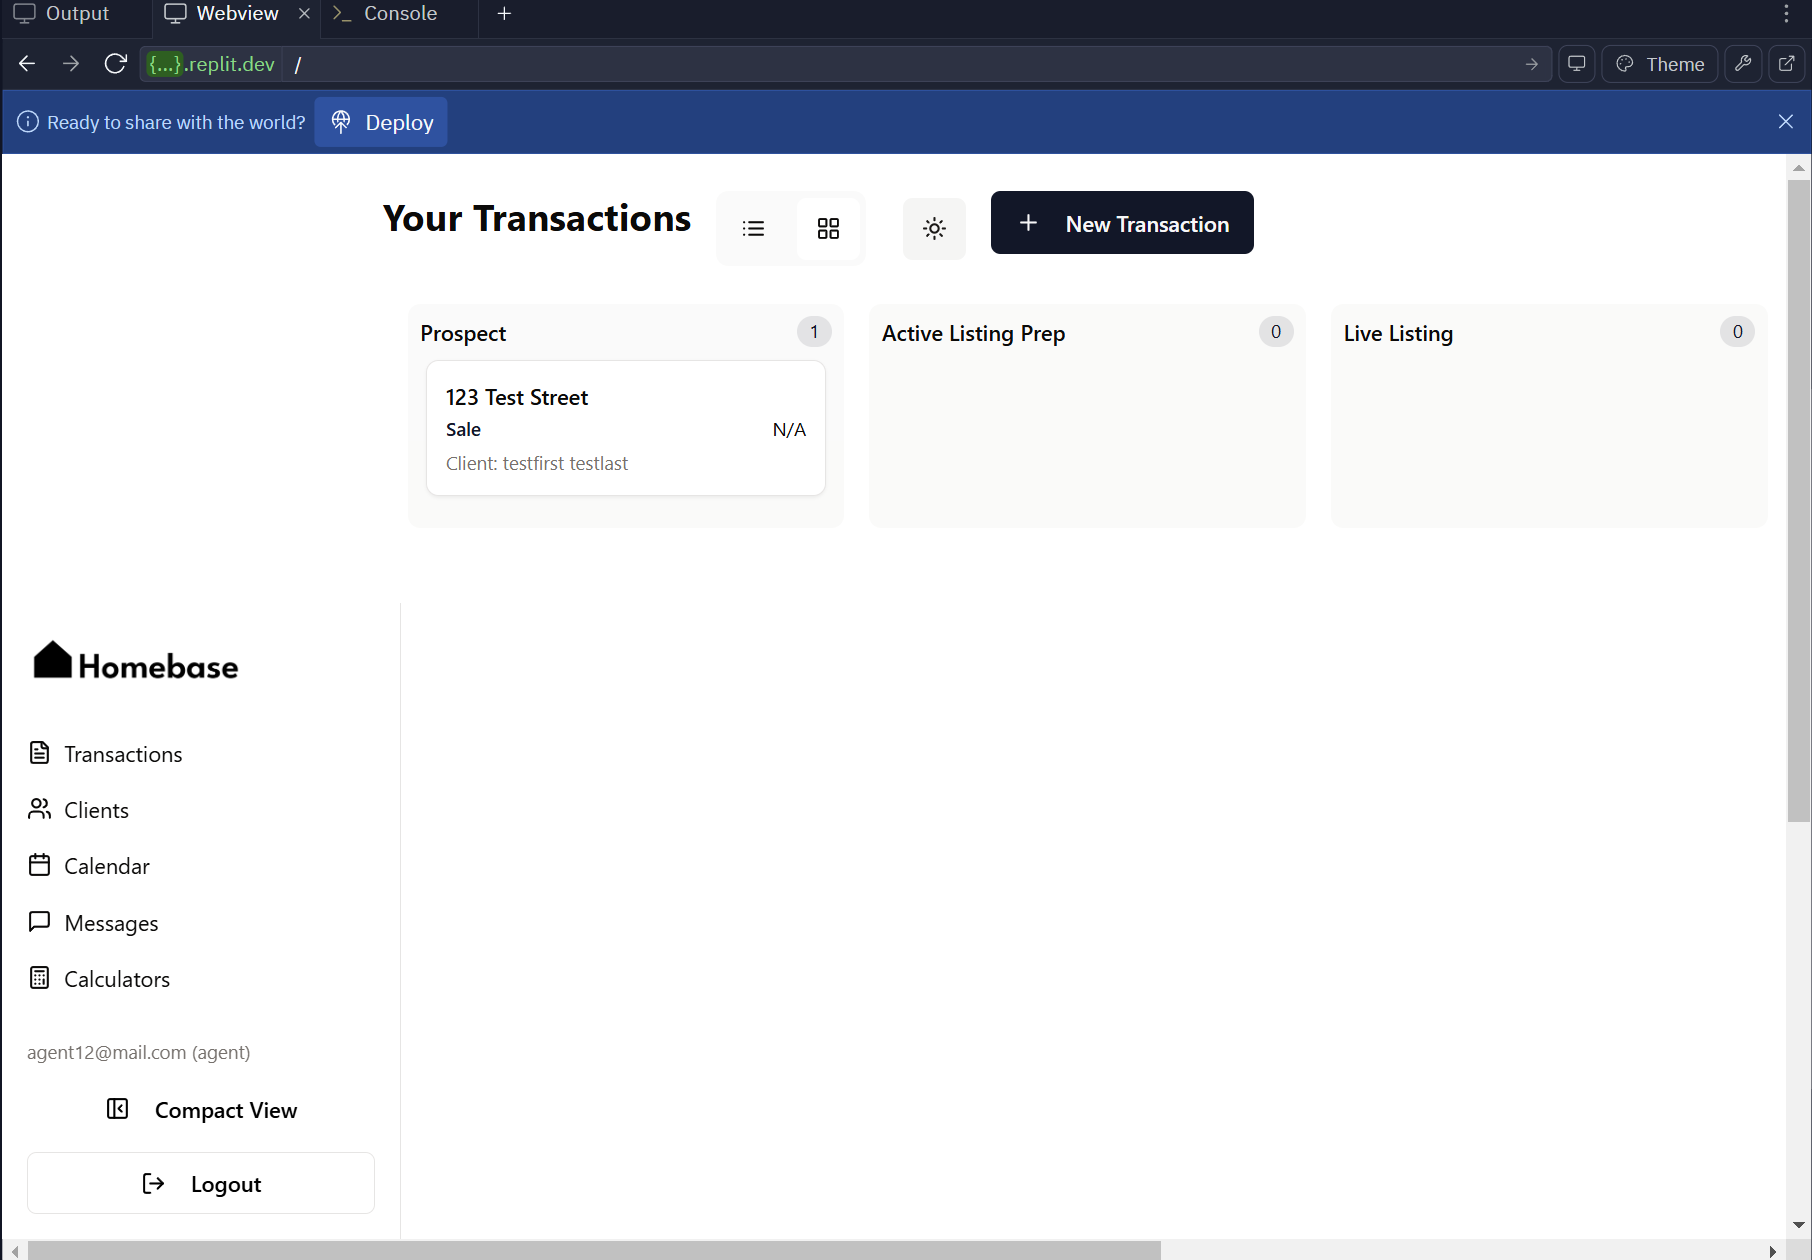 Output
Webview
Console
{...}.replit.dev /
Theme
Ready to share with the world?
Deploy
Your Transactions
New Transaction
Prospect 1
Active Listing Prep 0
Live Listing 0
123 Test Street
Sale N/A
Client: testfirst testlast
Homebase
Transactions
Clients
Calendar
Messages
Calculators
agent12@mail.com (agent)
Compact View
Logout